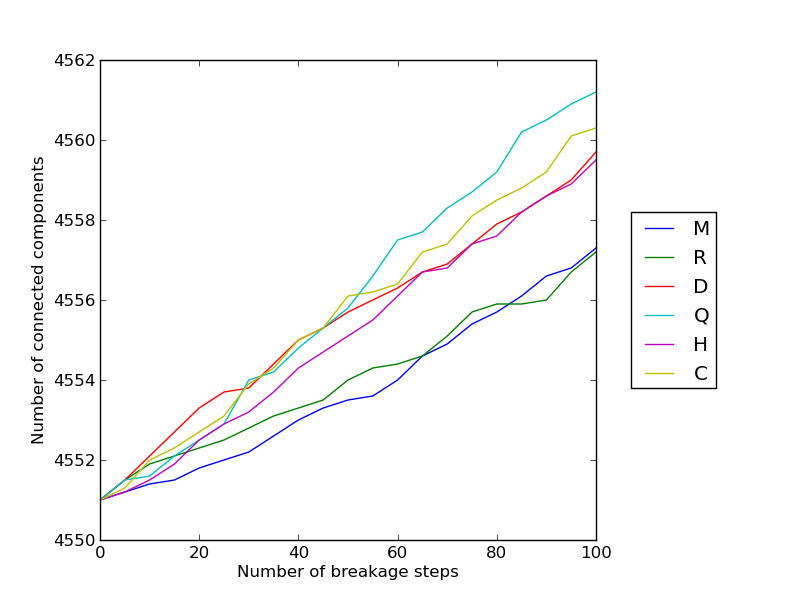 4562
4560
4558
4556
4554
4552
4550
Number of connected components
0 20 40 60 80 100
Number of breakage steps
M
R
D
Q
H
C